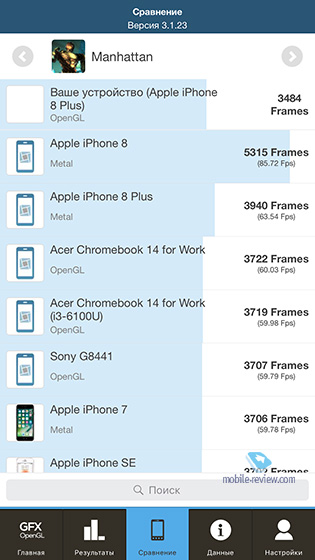 Сравнение
Версия 3.1.23
Manhattan
Ваше устройство (Apple iPhone
8 Plus)
OpenGL
3484
Frames
Apple iPhone 8
Metal
5315 Frames
(85.72 Fps)
Apple iPhone 8 Plus
Metal
3940 Frames
(63.54 Fps)
Acer Chromebook 14 for Work
OpenGL
3722 Frames
(60.03 Fps)
Acer Chromebook 14 for Work
(i3-6100U)
OpenGL
3719 Frames
(59.98 Fps)
Sony G8441
OpenGL
3707 Frames
(59.79 Fps)
Apple iPhone 7
Metal
3706 Frames
(59.78 Fps)
Apple iPhone SE
mobile-review.com
Поиск
GFX
OpenGL
Главная
Результаты
Сравнение
Данные
Настройки